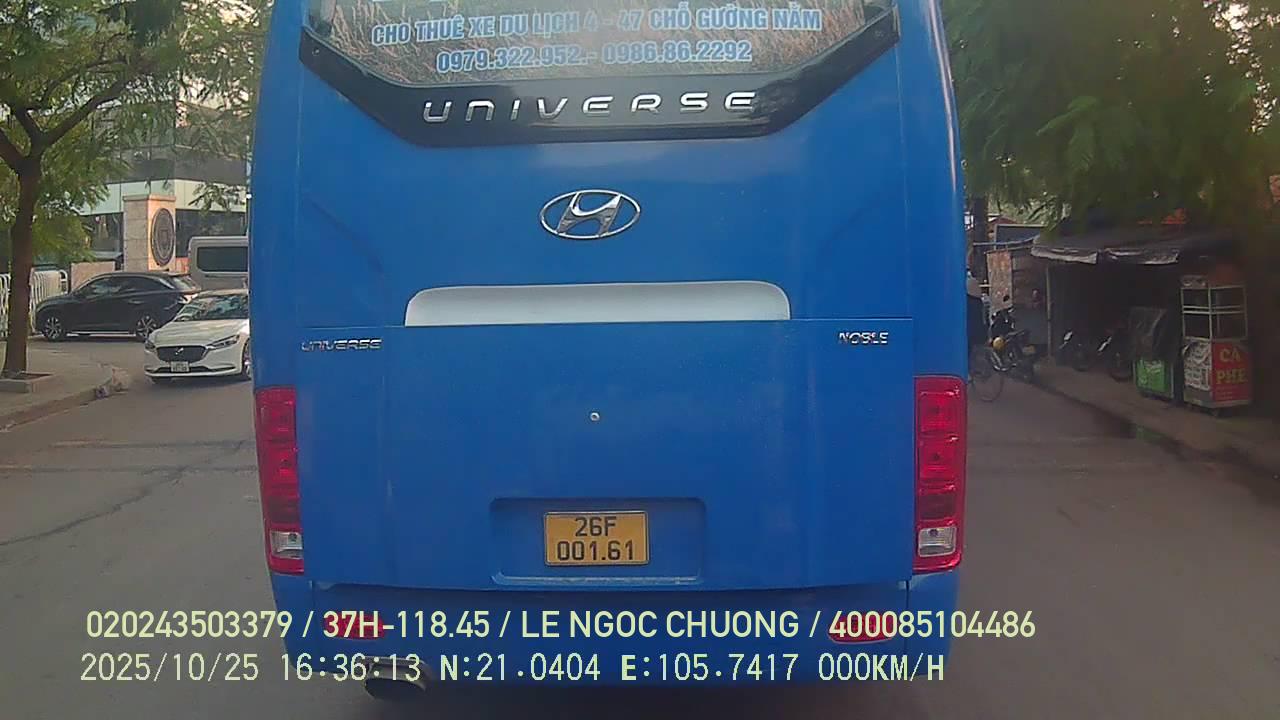 CHO THUÊ XE DU LỊCH 4 - 47 CHỖ GƯỜNG NẰM
0979.322.952.- 0986.86.2292
UNIVERSE
UNIVERSE
NOBLE
CÀ
PHÊ
26F
001.61
020243503379 / 37H-118.45 / LE NGOC CHUONG / 400085104486
2025/10/25 16:36:13 N:21.0404 E:105.7417 000KM/H